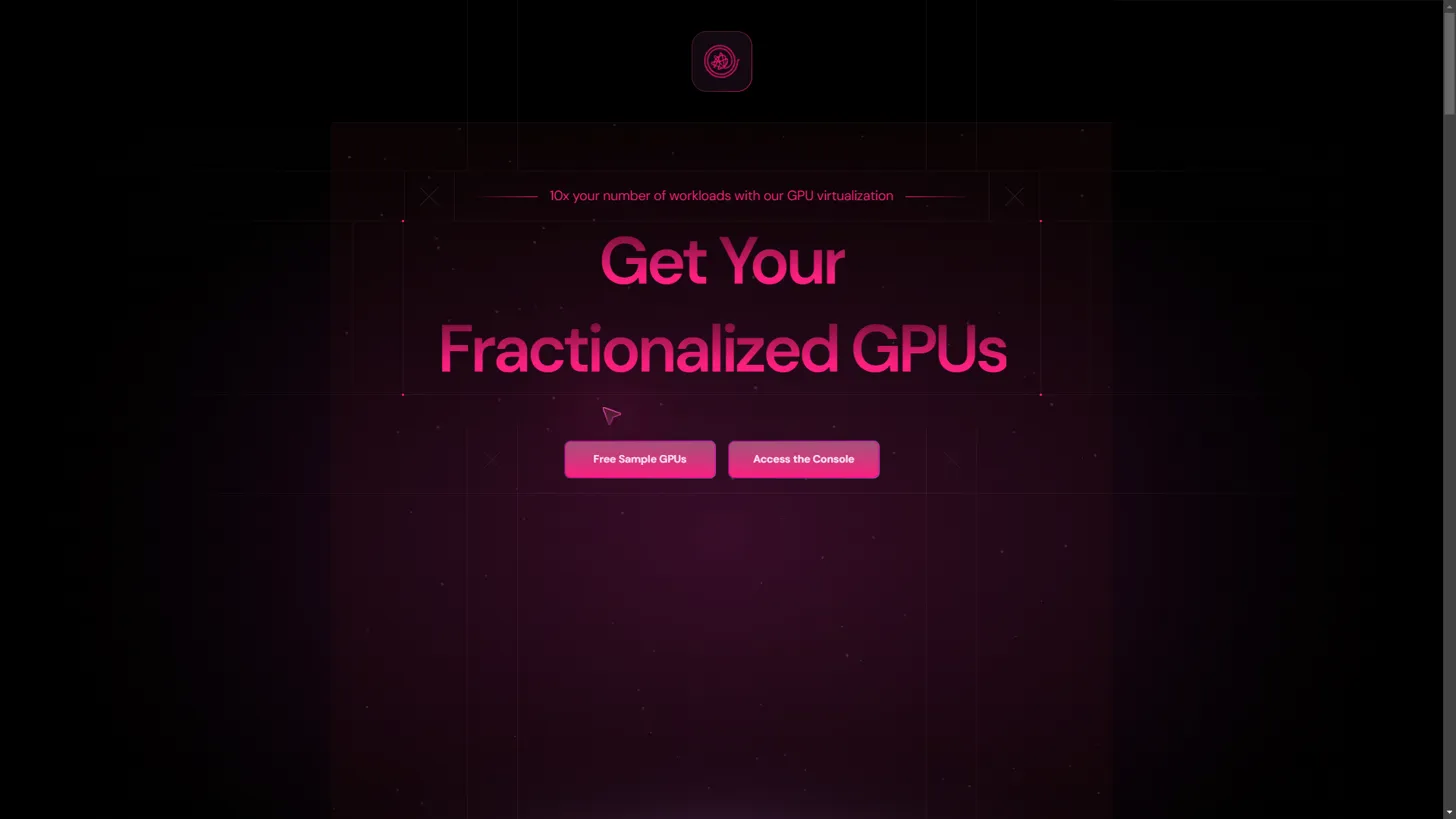 10x your number of workloads with our GPU virtualization
Get Your
Fractionalized GPUs
Free Sample GPUs
Access the Console